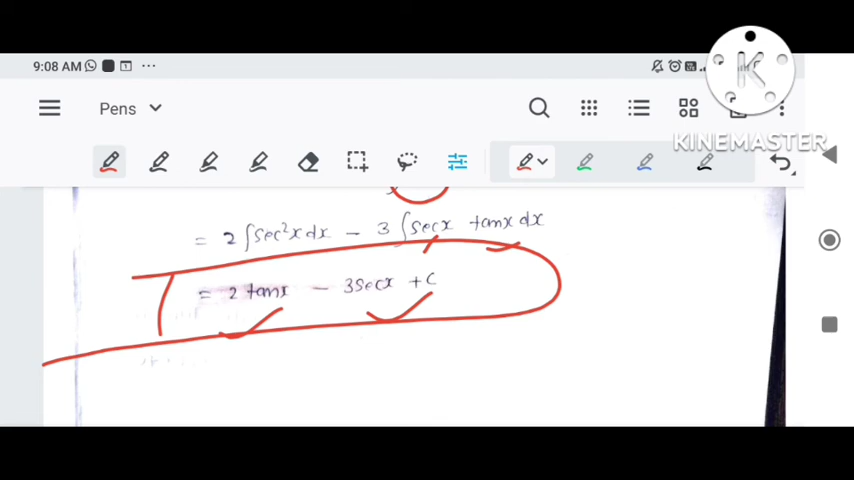 9:08 AM
Pens
KINEMASTER
= 2 ∫sec²x dx - 3 ∫secx tanx dx
= 2 tanx - 3secx + C